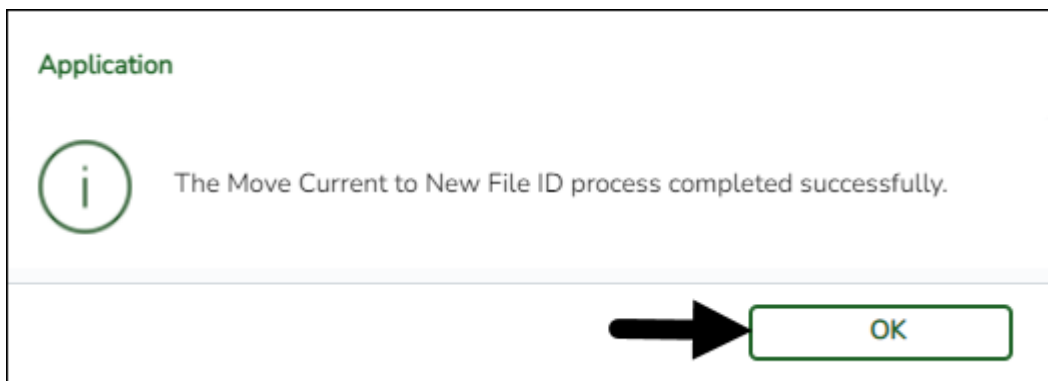 Application
The Move Current to New File ID process completed successfully.
OK